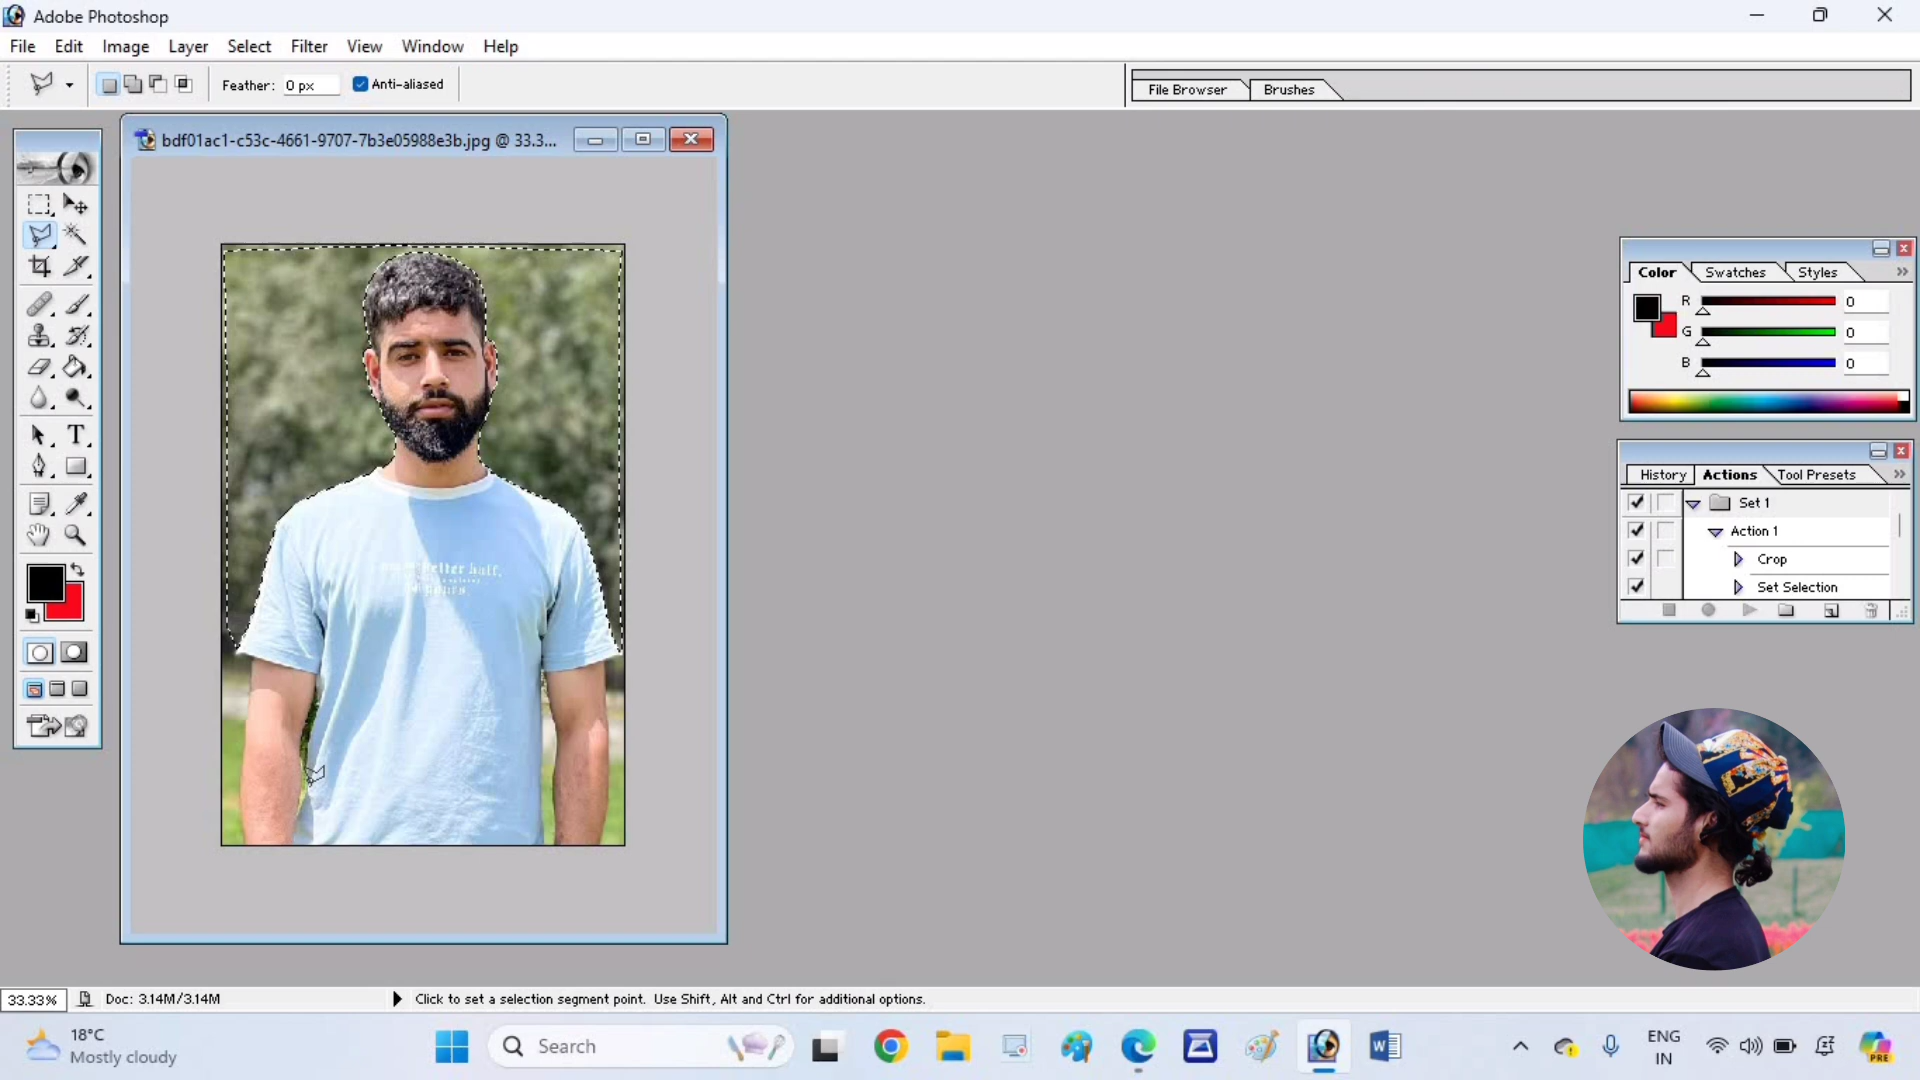 Adobe Photoshop
File Edit Image Layer Select Filter View Window Help
Feather: 0 px Anti-aliased
File Browser Brushes
bdf01ac1-c53c-4661-9707-7b3e05988e3b.jpg @ 33.3...
Color Swatches Styles
R 0
G 0
B 0
History Actions Tool Presets
Set 1
Action 1
Crop
Set Selection
T
33.33% Doc: 3.14M/3.14M Click to set a selection segment point. Use Shift, Alt and Ctrl for additional options.
18°C
Mostly cloudy
Search
W
ENG
IN
PRE